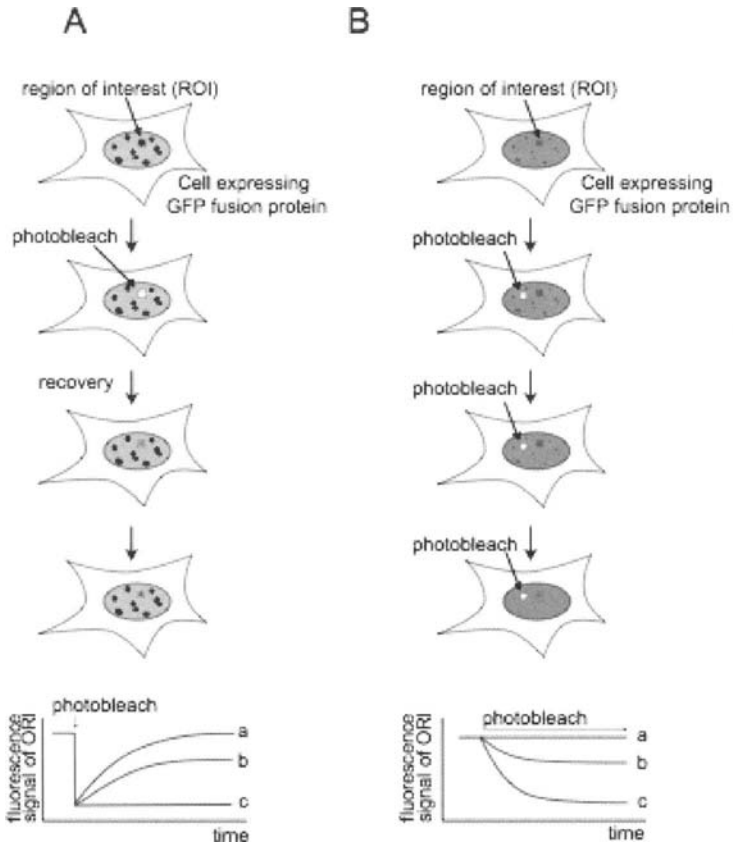 A
region of interest (ROI)
Cell expressing
GFP fusion protein
photobleach
recovery
photobleach
fluorescence
signal of ORI
a
b
c
time
B
region of interest (ROI)
Cell expressing
GFP fusion protein
photobleach
photobleach
photobleach
photobleach
fluorescence
signal of ORI
a
b
c
time